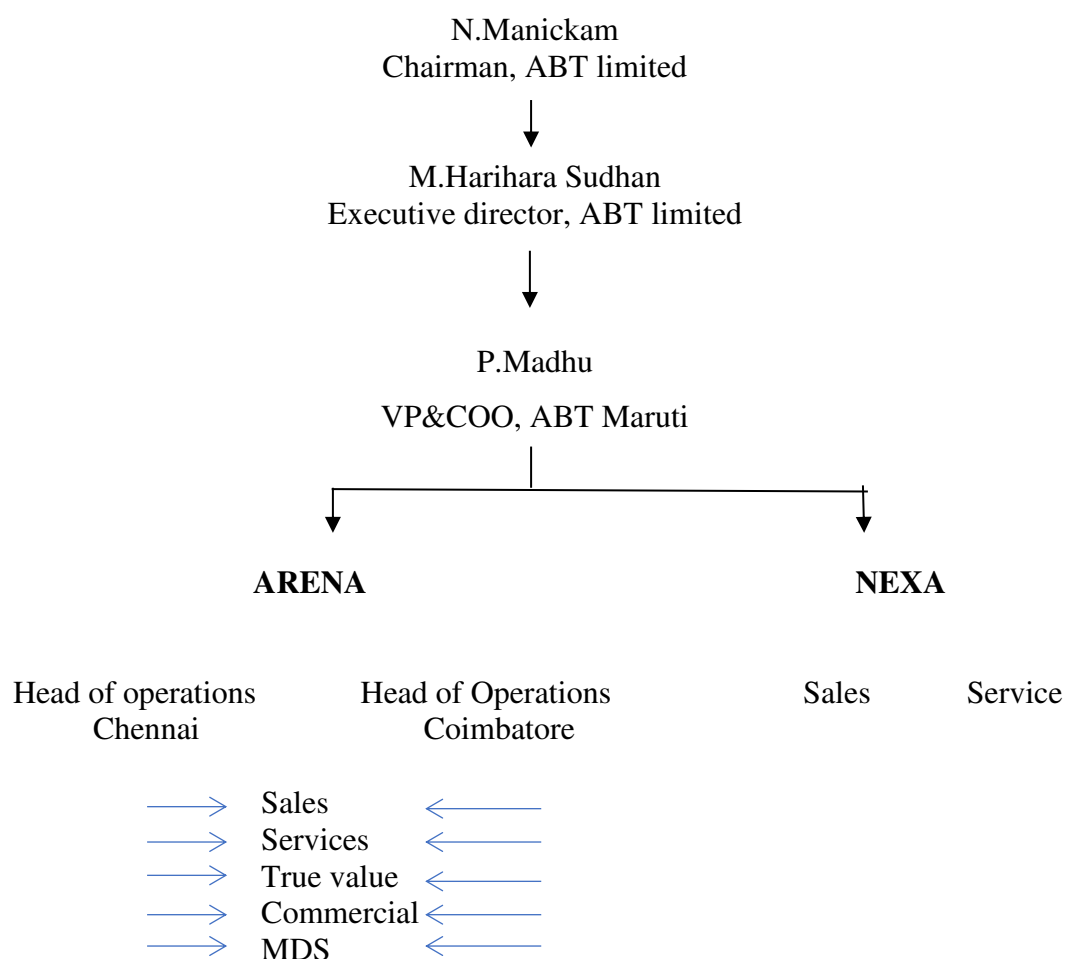 N.Manickam
Chairman, ABT limited
M.Harihara Sudhan
Executive director, ABT limited
P.Madhu
VP&COO, ABT Maruti
ARENA
NEXA
Head of operations
Chennai
Head of Operations
Coimbatore
Sales
Service
Sales
Services
True value
Commercial
MDS